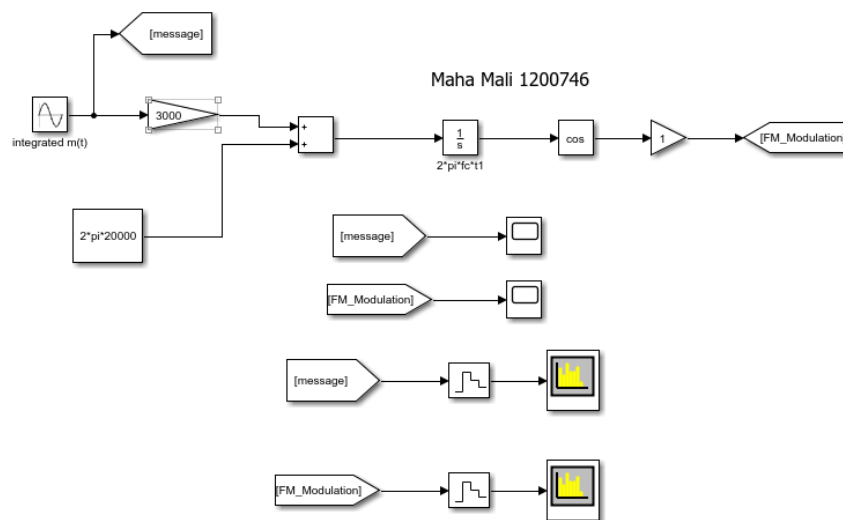 [message]
Maha Mali 1200746
3000
+
+
integrated m(t)
1
s
2*pi*fc*t1
cos
1
[FM_Modulation]
2*pi*20000
[message]
[FM_Modulation]
[message]
[FM_Modulation]